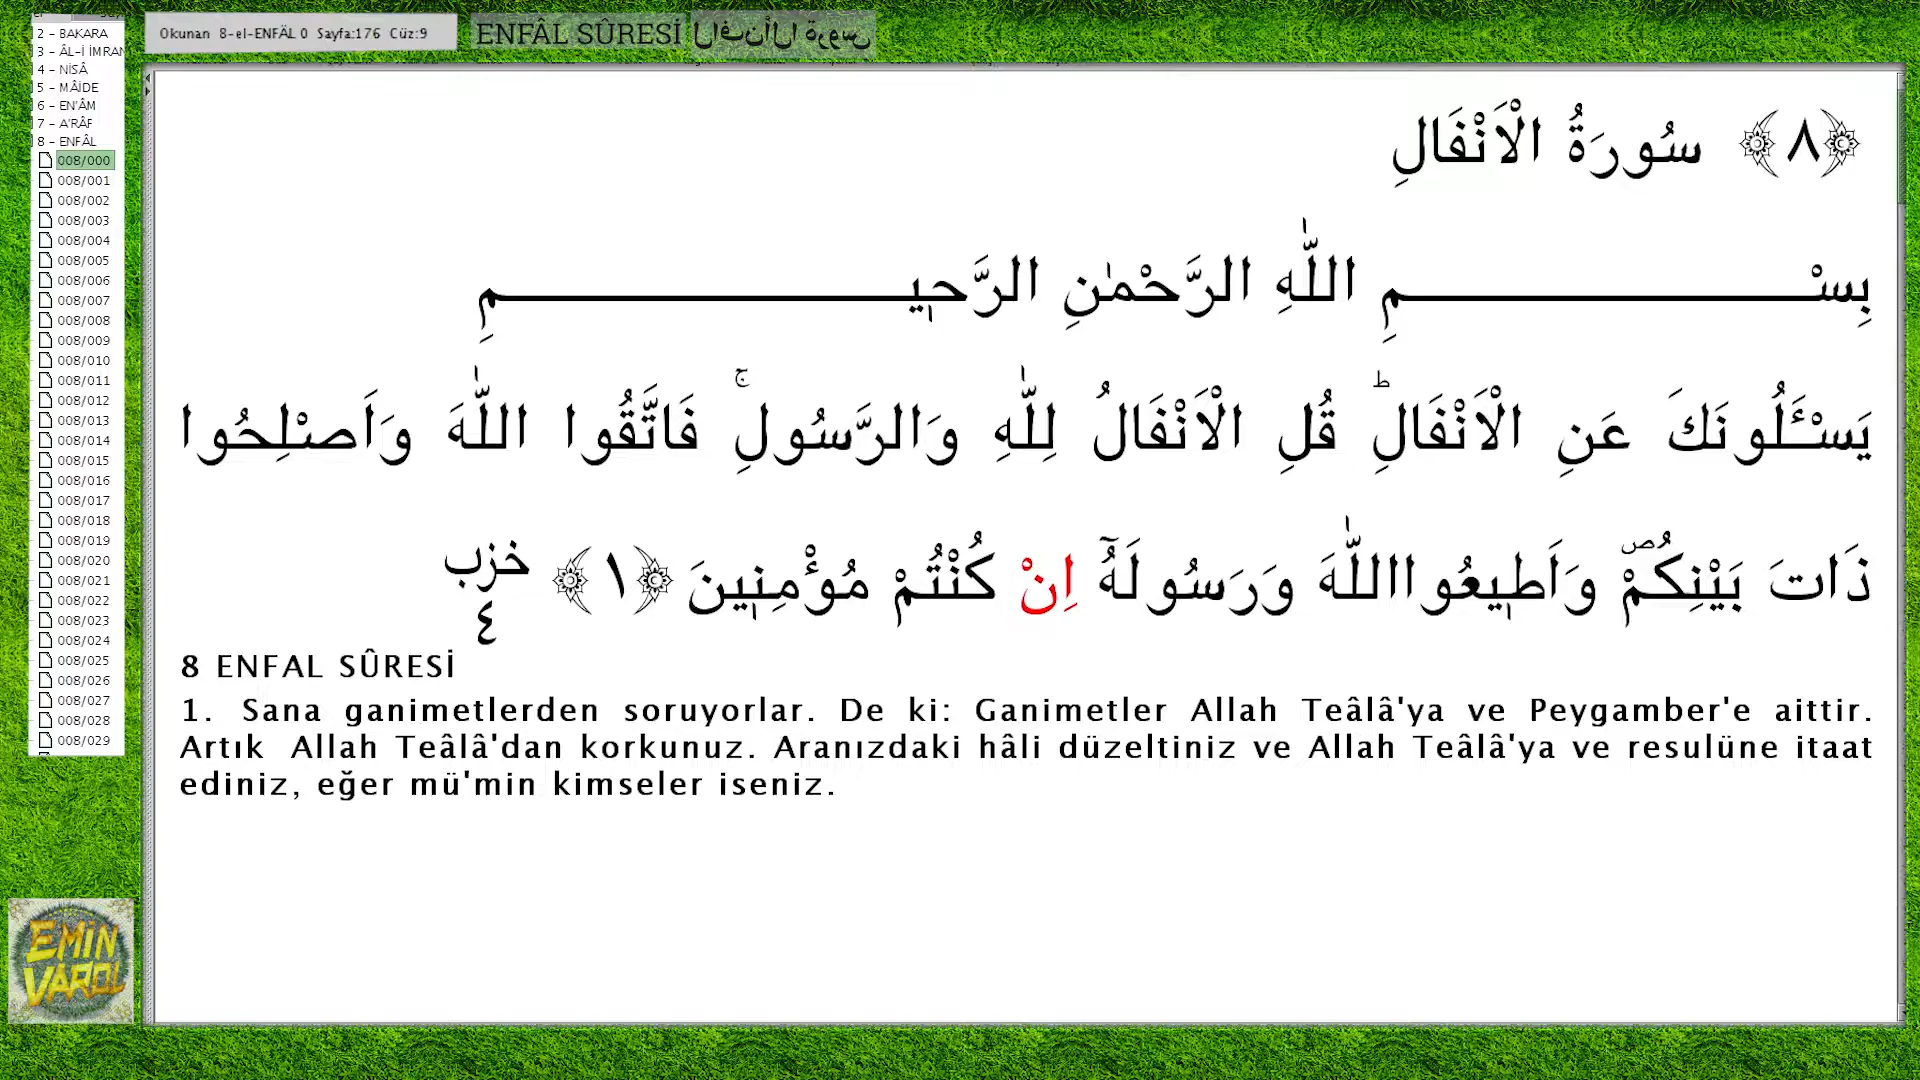 2 - BAKARA
3 - ÂL-İ İMRAN
4 - NİSÂ
5 - MÂİDE
6 - EN'ÂM
7 - A'RÂF
8 - ENFÂL
008/000
008/001
008/002
008/003
008/004
008/005
008/006
008/007
008/008
008/009
008/010
008/011
008/012
008/013
008/014
008/015
008/016
008/017
008/018
008/019
008/020
008/021
008/022
008/023
008/024
008/025
008/026
008/027
008/028
008/029
Okunan 8-el-ENFÂL 0 Sayfa:176 Cüz:9
ENFÂL SÛRESİ سورة الأنفال
﴿٨﴾ سُورَةُ الْاَنْفَالِ
بِسْــــــــمِ اللّٰهِ الرَّحْمٰنِ الرَّح۪يــــــــمِ
يَسْـَٔلُونَكَ عَنِ الْاَنْفَالِۜ قُلِ الْاَنْفَالُ لِلّٰهِ وَالرَّسُولِۚ فَاتَّقُوا اللّٰهَ وَاَصْلِحُوا
ذَاتَ بَيْنِكُمْۖ وَاَط۪يعُوااللّٰهَ وَرَسُولَهُٓ اِنْ كُنْتُمْ مُؤْمِن۪ينَ ﴿١﴾ خزب
٤
8 ENFAL SÛRESİ
1. Sana ganimetlerden soruyorlar. De ki: Ganimetler Allah Teâlâ'ya ve Peygamber'e aittir.
Artık Allah Teâlâ'dan korkunuz. Aranızdaki hâli düzeltiniz ve Allah Teâlâ'ya ve resulüne itaat
ediniz, eğer mü'min kimseler iseniz.
EMİN
VAROL